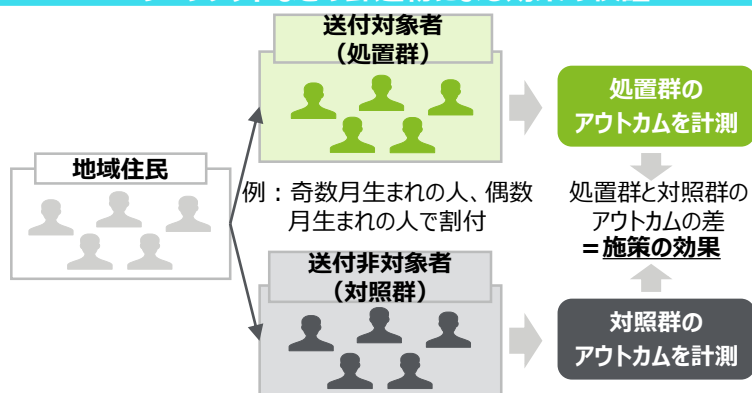 送付対象者
（処置群）
処置群の
アウトカムを計測
地域住民
例：奇数月生まれの人、偶数
月生まれの人で割付
処置群と対照群の
アウトカムの差
＝施策の効果
送付非対象者
（対照群）
対照群の
アウトカムを計測